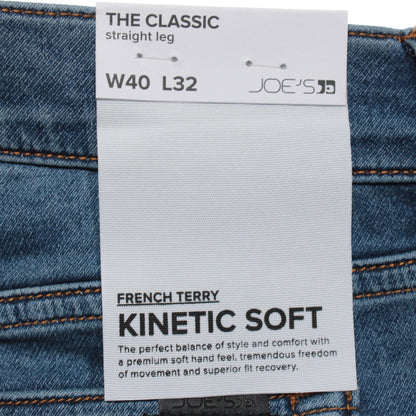 THE CLASSIC
straight leg
W40 L32
JOE'S
FRENCH TERRY
KINETIC SOFT
The perfect balance of style and comfort with
a premium soft hand feel, tremendous freedom
of movement and superior fit recovery.
JOE'S